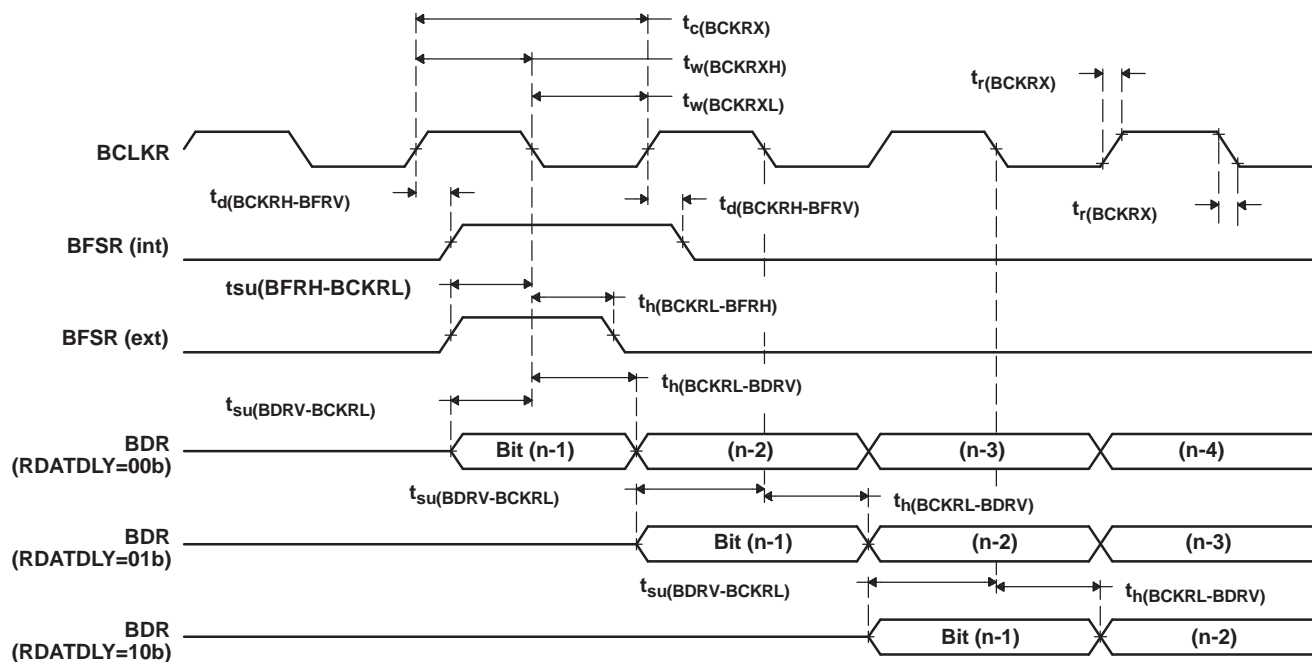 tc(BCKRX)
tw(BCKRXH)
tr(BCKRX)
tw(BCKRXL)
BCLKR
td(BCKRH-BFRV)
td(BCKRH-BFRV)
tr(BCKRX)
BFSR (int)
tsu(BFRH-BCKRL)
th(BCKRL-BFRH)
BFSR (ext)
th(BCKRL-BDRV)
tsu(BDRV-BCKRL)
BDR
(RDATDLY=00b)
Bit (n-1)
(n-2)
(n-3)
(n-4)
tsu(BDRV-BCKRL)
th(BCKRL-BDRV)
BDR
(RDATDLY=01b)
Bit (n-1)
(n-2)
(n-3)
tsu(BDRV-BCKRL)
th(BCKRL-BDRV)
BDR
(RDATDLY=10b)
Bit (n-1)
(n-2)